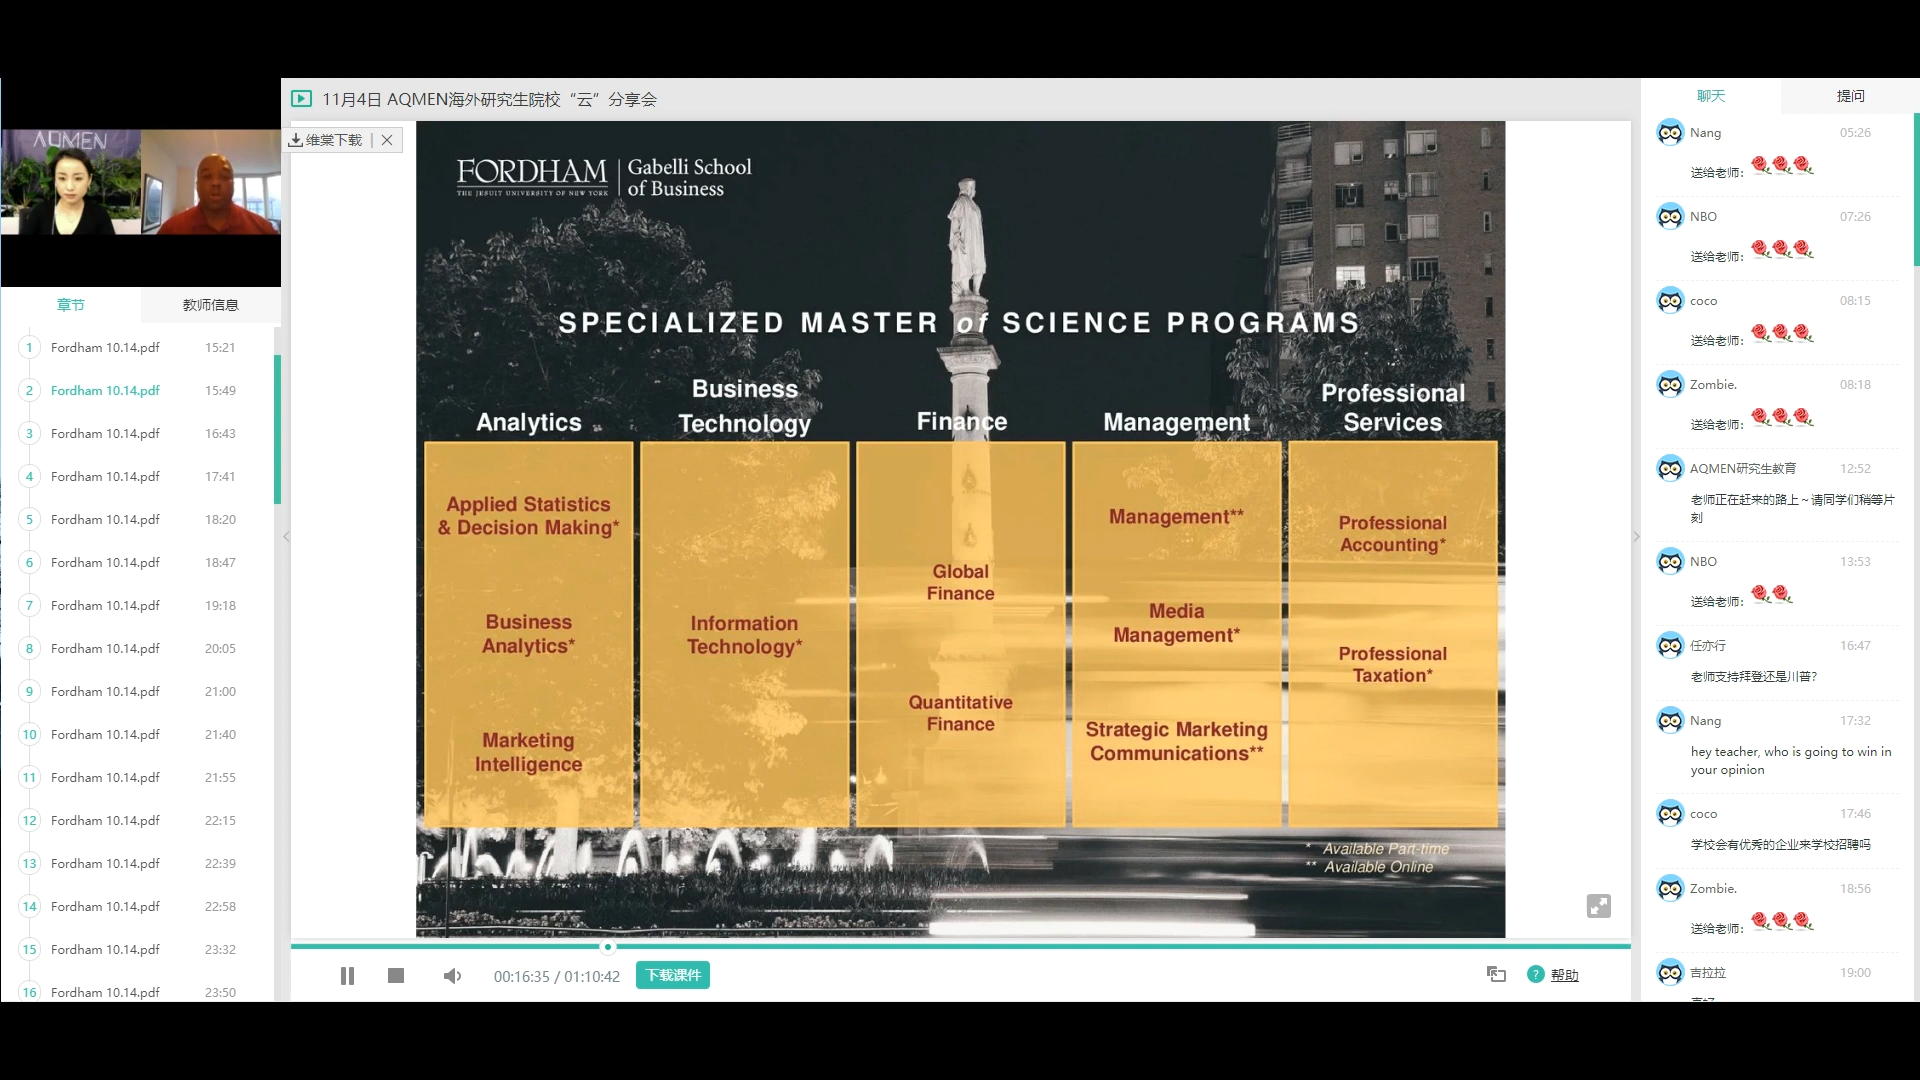 AQMEN
章节
教师信息
1 Fordham 10.14.pdf 15:21
2 Fordham 10.14.pdf 15:49
3 Fordham 10.14.pdf 16:43
4 Fordham 10.14.pdf 17:41
5 Fordham 10.14.pdf 18:20
6 Fordham 10.14.pdf 18:47
7 Fordham 10.14.pdf 19:18
8 Fordham 10.14.pdf 20:05
9 Fordham 10.14.pdf 21:00
10 Fordham 10.14.pdf 21:40
11 Fordham 10.14.pdf 21:55
12 Fordham 10.14.pdf 22:15
13 Fordham 10.14.pdf 22:39
14 Fordham 10.14.pdf 22:58
15 Fordham 10.14.pdf 23:32
16 Fordham 10.14.pdf 23:50
11月4日 AQMEN海外研究生院校“云”分享会
维棠下载
FORDHAM
THE JESUIT UNIVERSITY OF NEW YORK
Gabelli School
of Business
SPECIALIZED MASTER of SCIENCE PROGRAMS
Analytics
Applied Statistics
& Decision Making*
Business
Analytics*
Marketing
Intelligence
Business
Technology
Information
Technology*
Finance
Global
Finance
Quantitative
Finance
Management
Management**
Media
Management*
Strategic Marketing
Communications**
Professional
Services
Professional
Accounting*
Professional
Taxation*
* Available Part-time
** Available Online
00:16:35 / 01:10:42
下载课件
? 帮助
聊天
提问
Nang 05:26
送给老师:
NBO 07:26
送给老师:
coco 08:15
送给老师:
Zombie. 08:18
送给老师:
AQMEN研究生教育 12:52
老师正在赶来的路上~请同学们稍等片
刻
NBO 13:53
送给老师:
任亦行 16:47
老师支持拜登还是川普?
Nang 17:32
hey teacher, who is going to win in
your opinion
coco 17:46
学校会有优秀的企业来学校招聘吗
Zombie. 18:56
送给老师:
吉拉拉 19:00